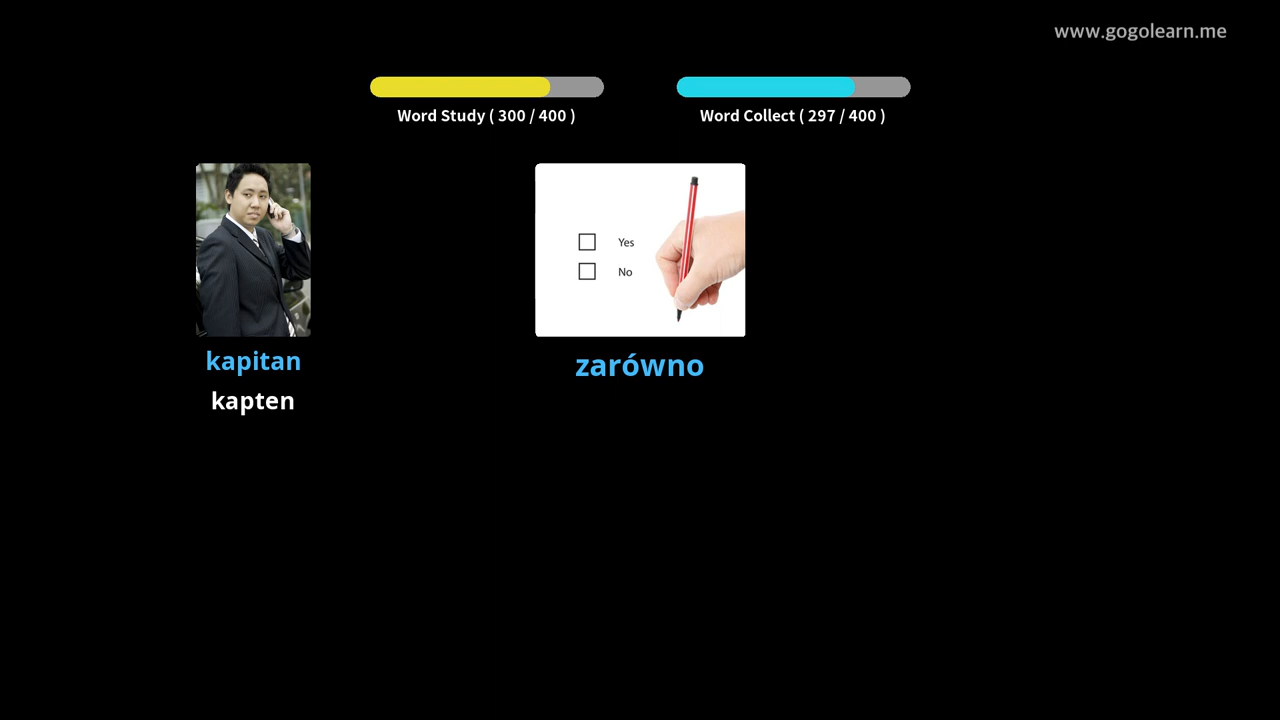 www.gogolearn.me
Word Study ( 300 / 400 )
Word Collect ( 297 / 400 )
Yes
No
kapitan
zarówno
kapten